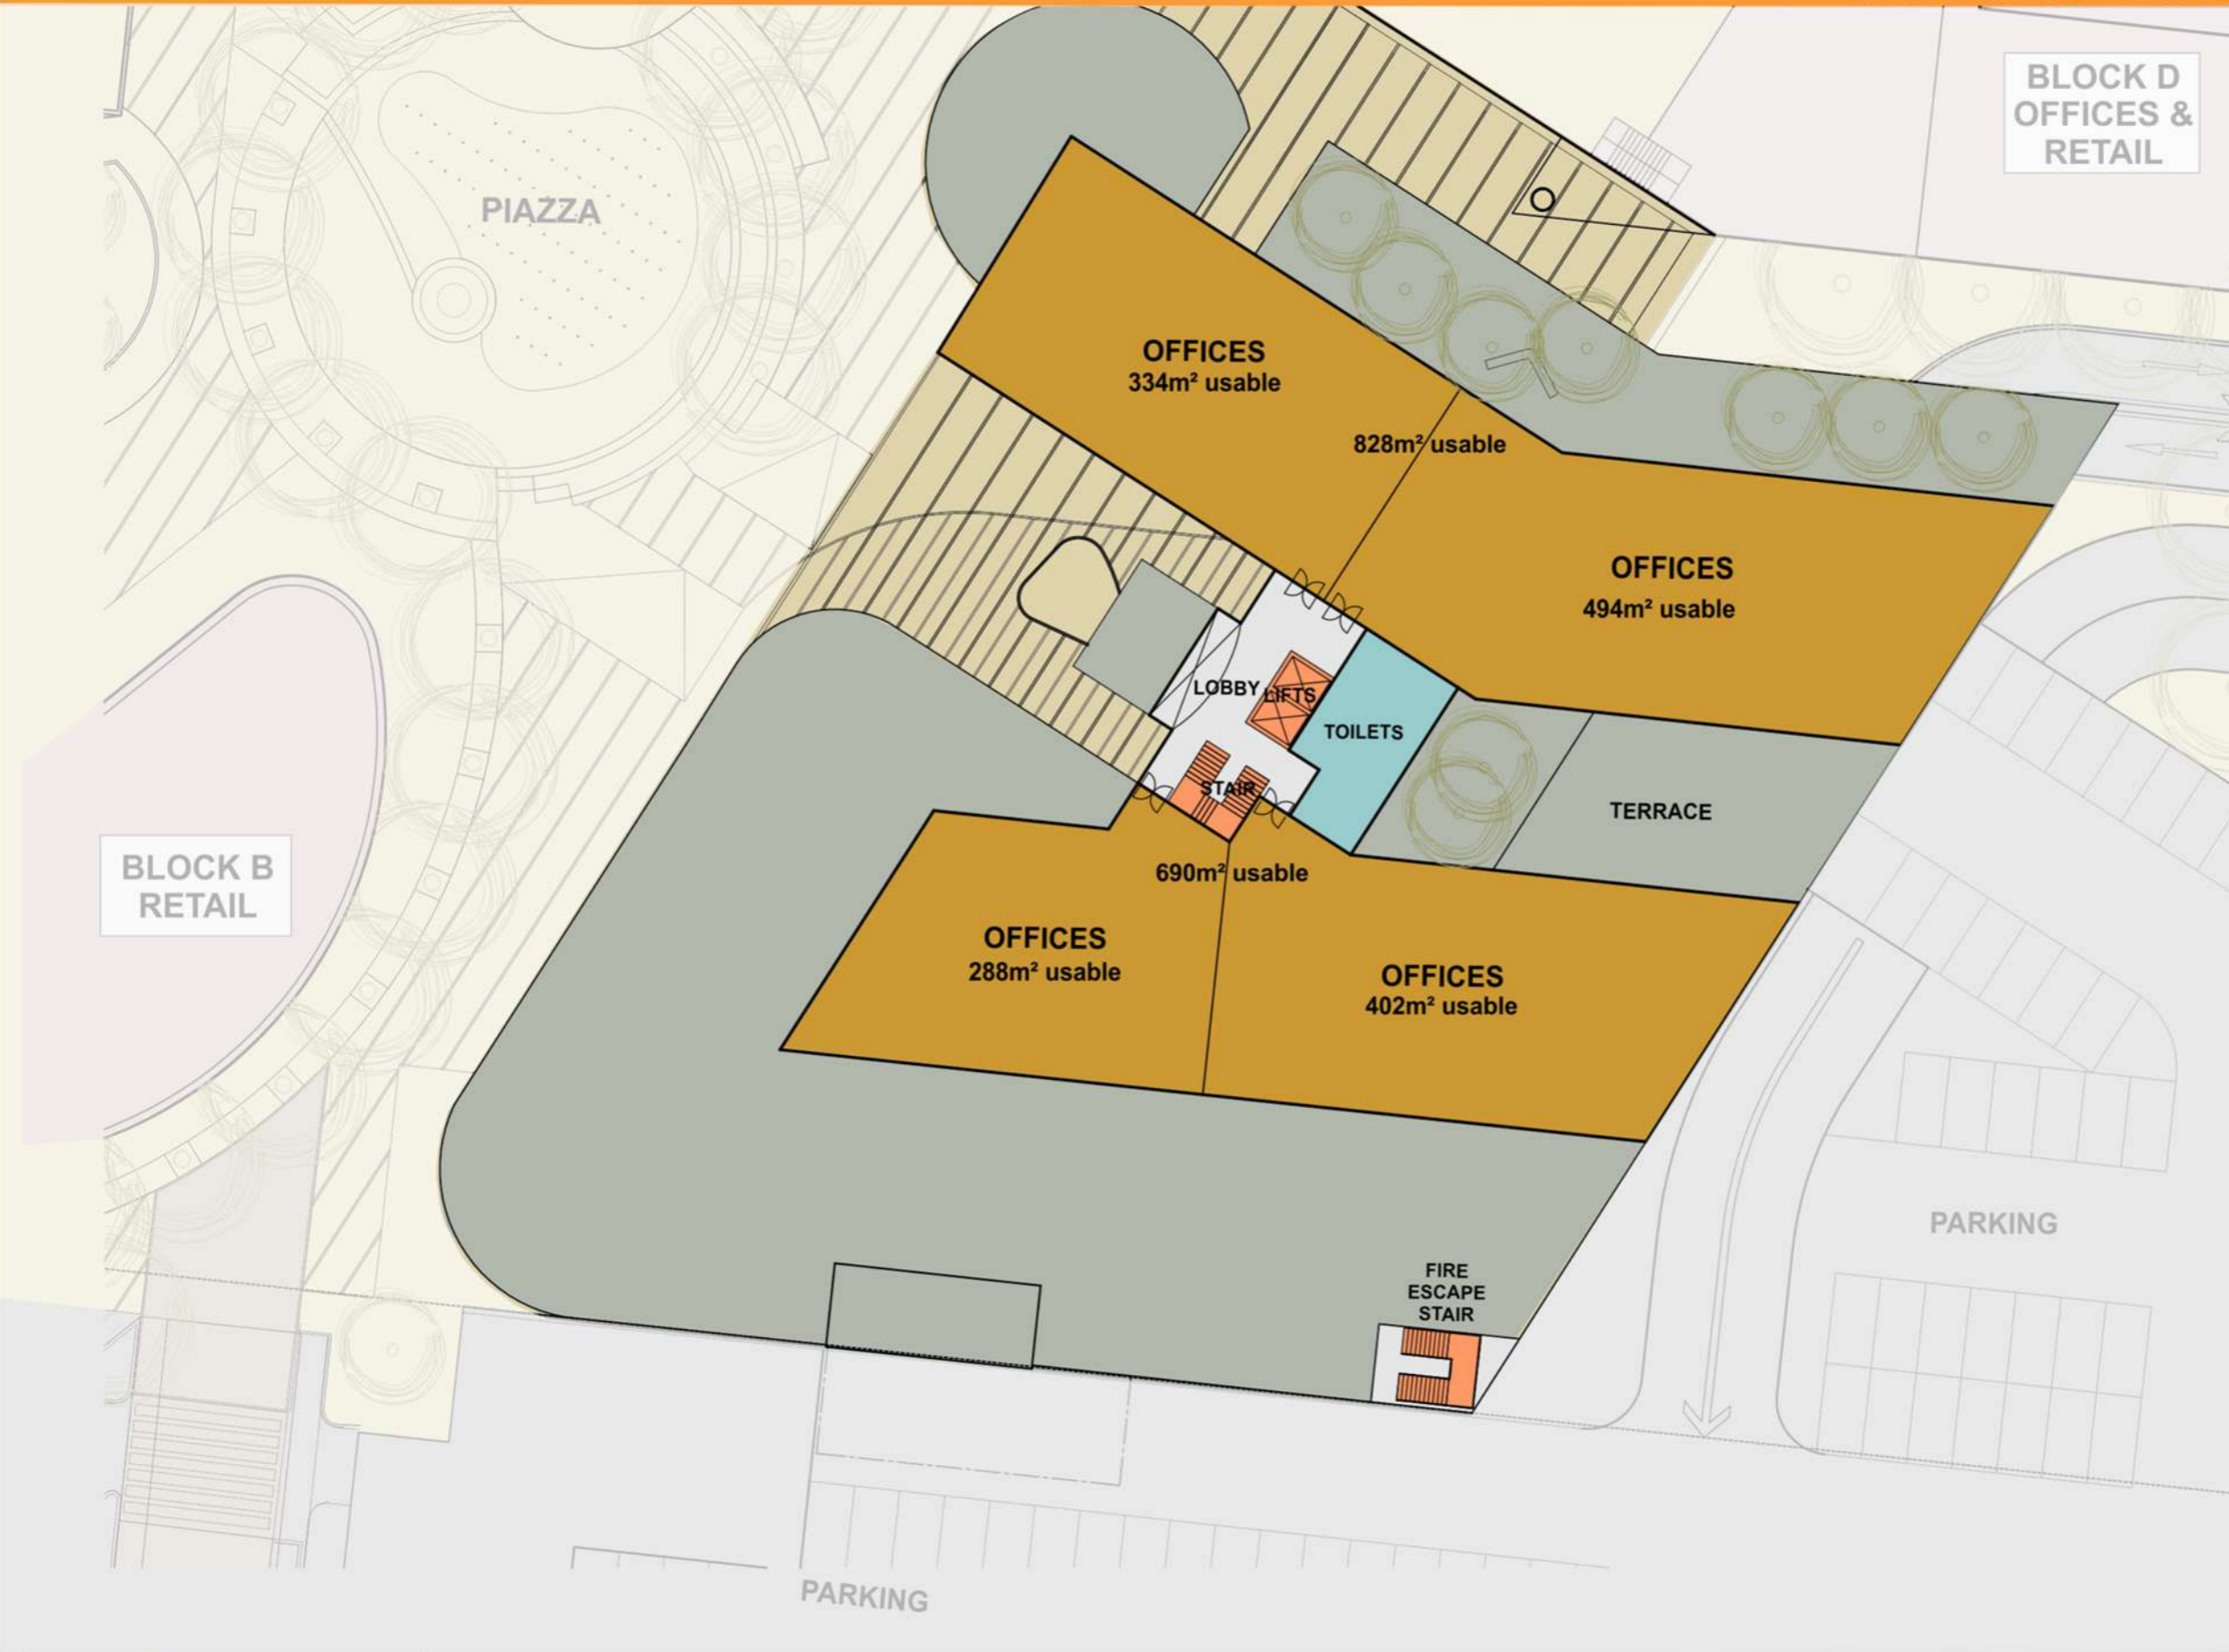 BLOCK D
OFFICES &
RETAIL
PIAZZA
OFFICES
334m² usable
828m² usable
OFFICES
494m² usable
LOBBY
LIFTS
TOILETS
STAIR
TERRACE
BLOCK B
RETAIL
690m² usable
OFFICES
288m² usable
OFFICES
402m² usable
PARKING
FIRE
ESCAPE
STAIR
PARKING